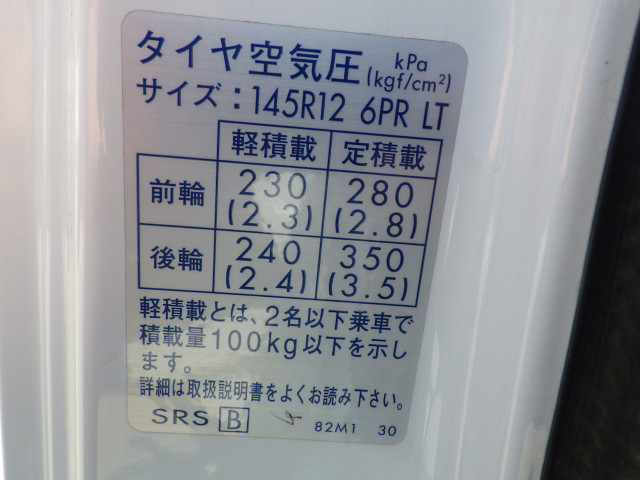 タイヤ空気圧 kPa (kgf/cm²)
サイズ：145R12 6PR LT
軽積載 定積載
前輪 230 (2.3) 280 (2.8)
後輪 240 (2.4) 350 (3.5)
軽積載とは、2名以下乗車で
積載量100kg以下を示し
ます。
詳細は取扱説明書をよくお読み下さい。
SRS B 82M1 30